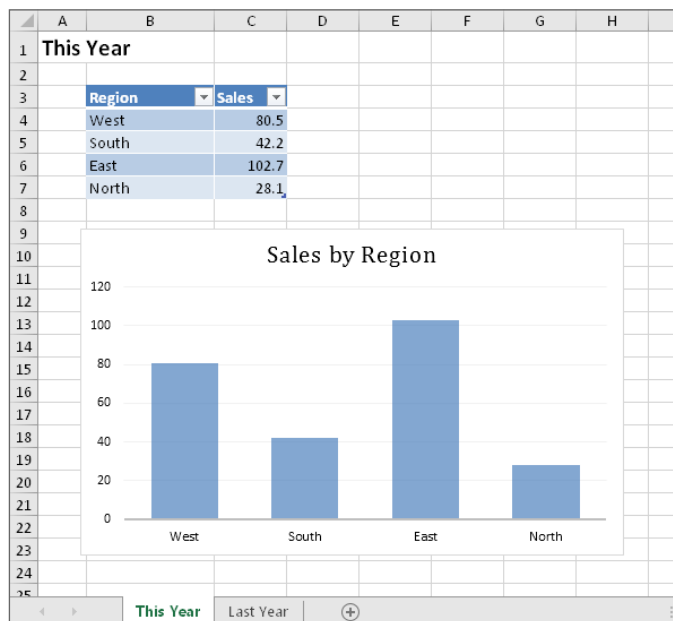 A B C D E F G H
1 This Year
2
3 Region Sales
4 West 80.5
5 South 42.2
6 East 102.7
7 North 28.1
8
9
10 Sales by Region
11
12
13
14
15
16
17
18
19
20
21
22
23
24
25
120
100
80
60
40
20
0
West South East North
This Year Last Year